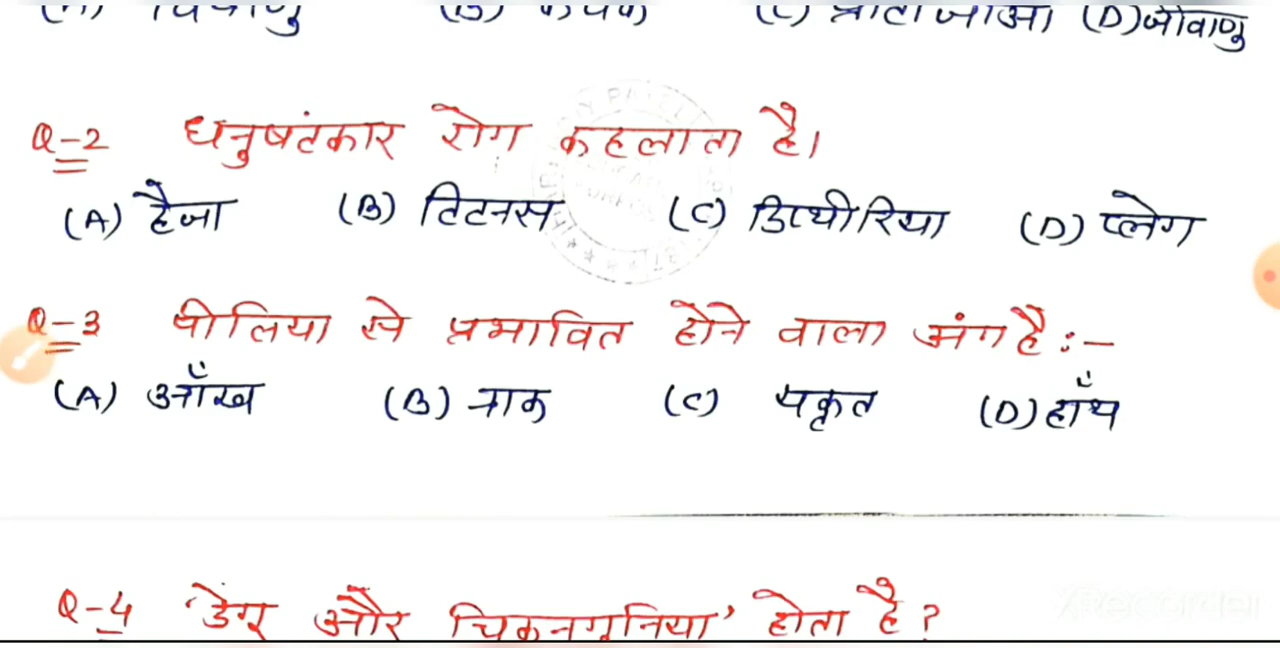 (D) जीवाणु
Q-2 धनुषटंकार रोग कहलाता है।
(A) हैजा (B) टिटनस (C) डिप्थीरिया (D) प्लेग
Q-3 पीलिया से प्रभावित होने वाला अंग है:-
(A) आँख (B) नाक (C) यकृत (D) हाँथ
Q-4 'डेंगू और चिकनगुनिया' होता है?